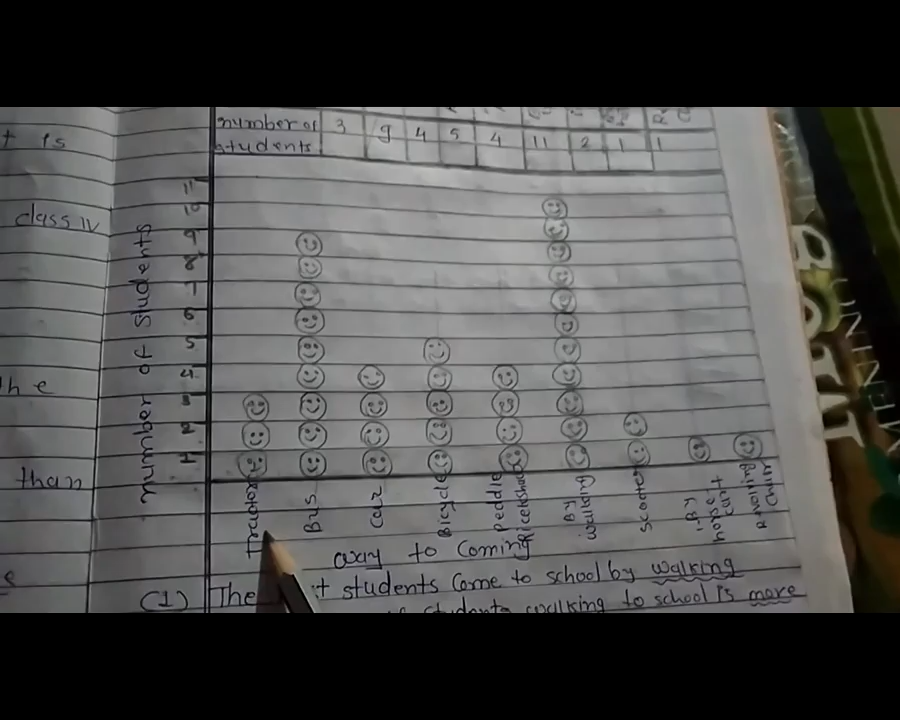 number of students 3 9 4 5 4 11 2 1 1
t is
class IV
he
than
e
number of students
11
10
9
8
7
6
5
4
3
2
1
tractor
Bus
Car
Bicycle
peddle
By walking
Scooter
By horse cart
way to coming
(1) The t students come to school by walking
students walking to school is more